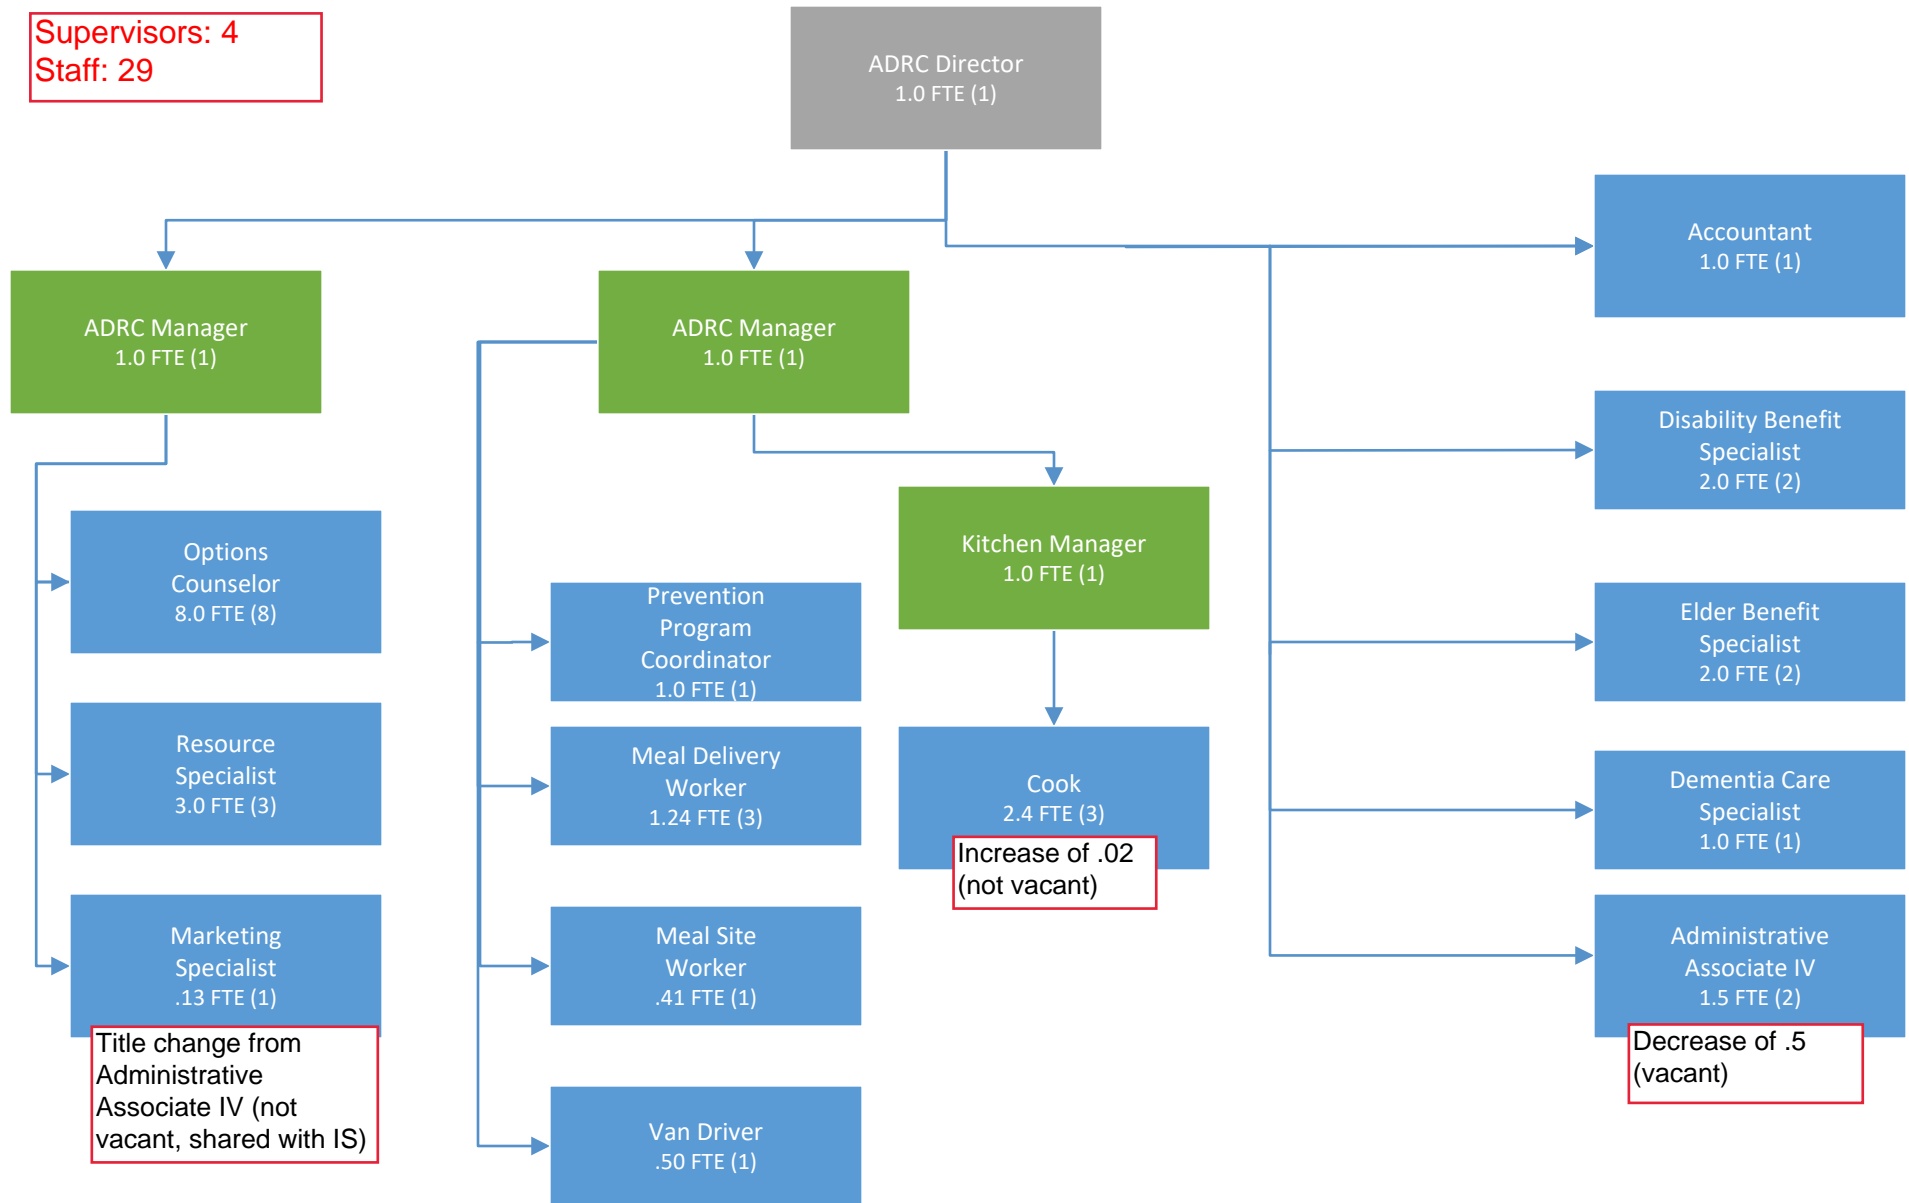 Supervisors: 4
Staff: 29
ADRC Director
1.0 FTE (1)
ADRC Manager
1.0 FTE (1)
Options
Counselor
8.0 FTE (8)
Resource
Specialist
3.0 FTE (3)
Marketing
Specialist
.13 FTE (1)
Title change from
Administrative
Associate IV (not
vacant, shared with IS)
ADRC Manager
1.0 FTE (1)
Prevention
Program
Coordinator
1.0 FTE (1)
Meal Delivery
Worker
1.24 FTE (3)
Meal Site
Worker
.41 FTE (1)
Van Driver
.50 FTE (1)
Kitchen Manager
1.0 FTE (1)
Cook
2.4 FTE (3)
Increase of .02
(not vacant)
Accountant
1.0 FTE (1)
Disability Benefit
Specialist
2.0 FTE (2)
Elder Benefit
Specialist
2.0 FTE (2)
Dementia Care
Specialist
1.0 FTE (1)
Administrative
Associate IV
1.5 FTE (2)
Decrease of .5
(vacant)